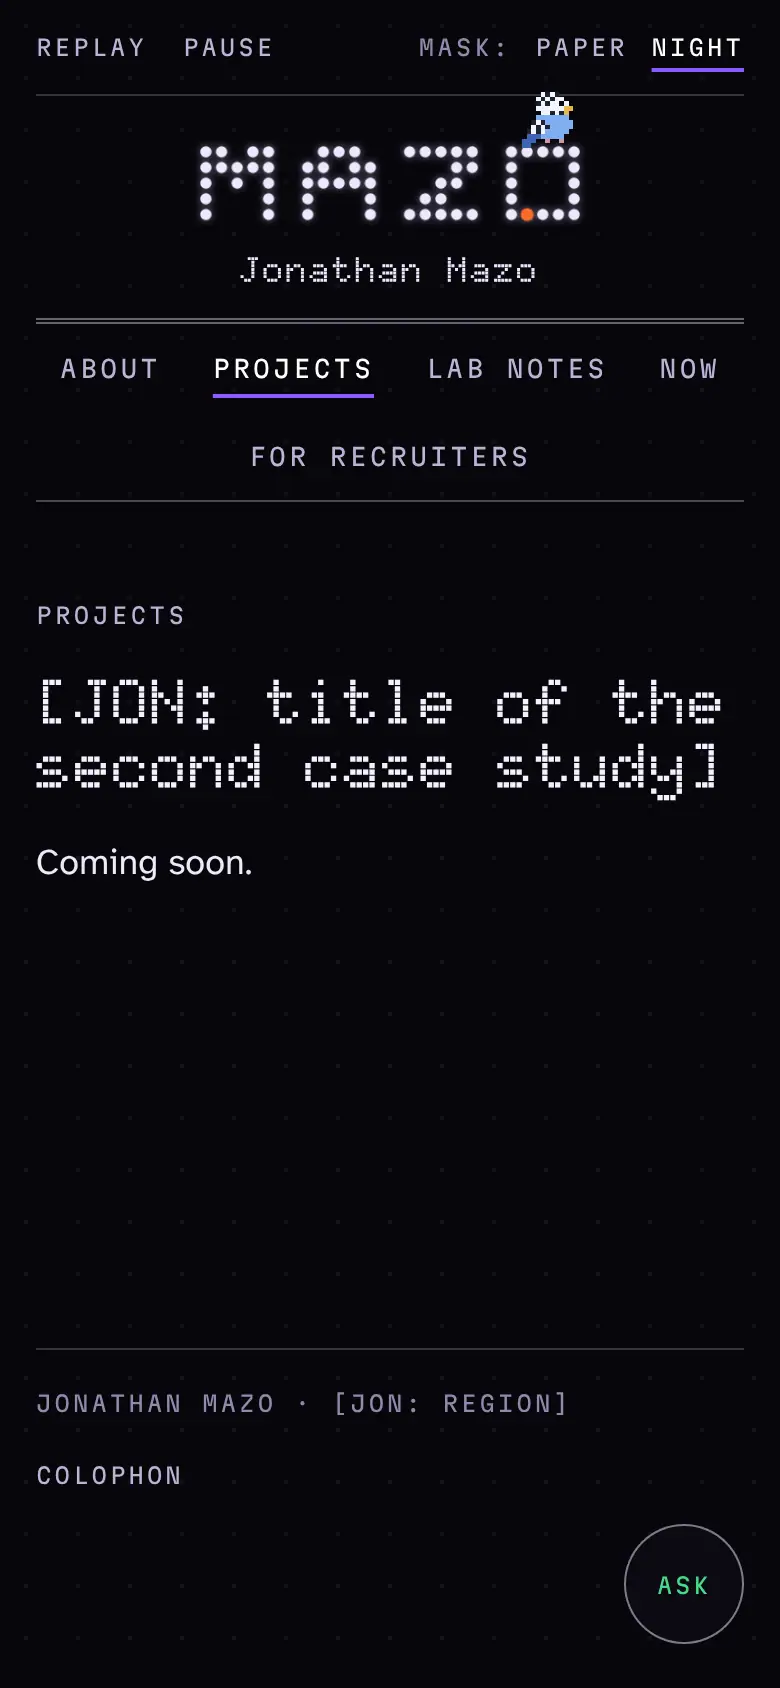 REPLAY PAUSE MASK: PAPER NIGHT
MAZO
Jonathan Mazo
ABOUT PROJECTS LAB NOTES NOW
FOR RECRUITERS
PROJECTS
[JON: title of the
second case study]
Coming soon.
JONATHAN MAZO · [JON: REGION]
COLOPHON
ASK